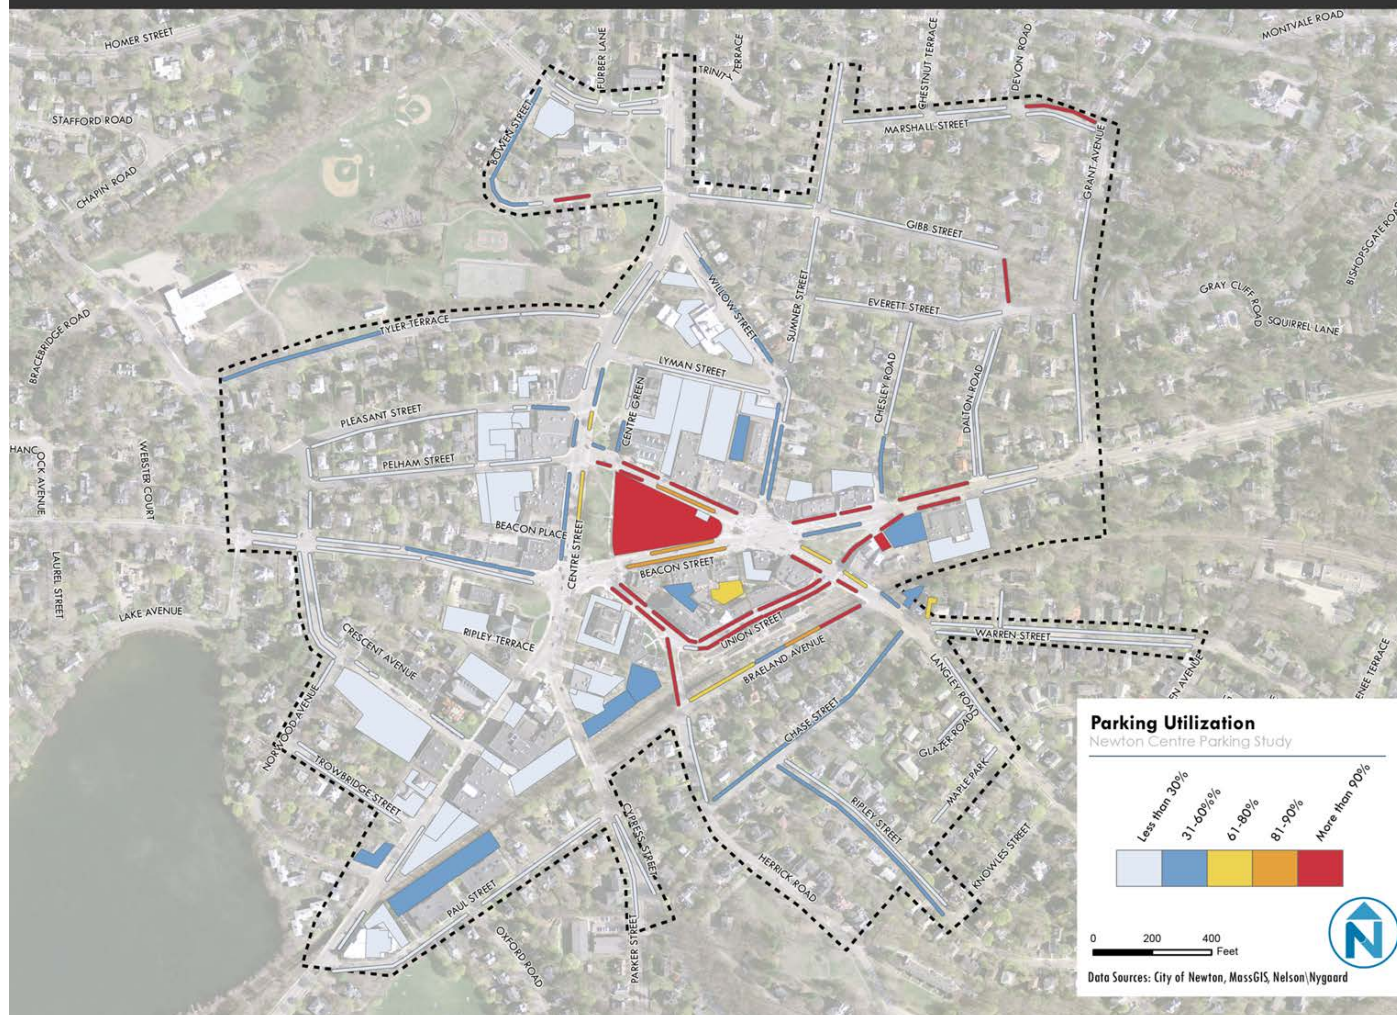 HOMER STREET
FURBER LANE
TRINITY TERRACE
CHESTNUT TERRACE
DEVON ROAD
MONTVALE ROAD
STAFFORD ROAD
BOWEN STREET
MARSHALL STREET
CHAPIN ROAD
GRANT AVENUE
GIBB STREET
BISHOPSGATE ROAD
WILLOW STREET
SUMNER STREET
GRAY CLIFF ROAD
EVERETT STREET
SQUIRREL LANE
BRACEBRIDGE ROAD
TYLER TERRACE
LYMAN STREET
CHESLEY ROAD
DALTON ROAD
CENTRE GREEN
PLEASANT STREET
HANC
OCK AVENUE
WEBSTER COURT
PELHAM STREET
BEACON PLACE
CENTRE STREET
BEACON STREET
LAUREL STREET
LAKE AVENUE
CRESCENT AVENUE
RIPLEY TERRACE
UNION STREET
BRAELAND AVENUE
WARREN STREET
LANGLEY ROAD
EN AVENUE
ENEE TERRACE
NORWOOD AVENUE
CHASE STREET
GLAZER ROAD
MAPLE PARK
TROWBRIDGE STREET
RIPLEY STREET
CYPRESS STREET
KNOWLES STREET
HERRICK ROAD
PAUL STREET
OXFORD ROAD
PARKER STREET
Parking Utilization
Newton Centre Parking Study
Less than 30%
31-60%%
61-80%
81-90%
More than 90%
0 200 400
Feet
N
Data Sources: City of Newton, MassGIS, Nelson\Nygaard